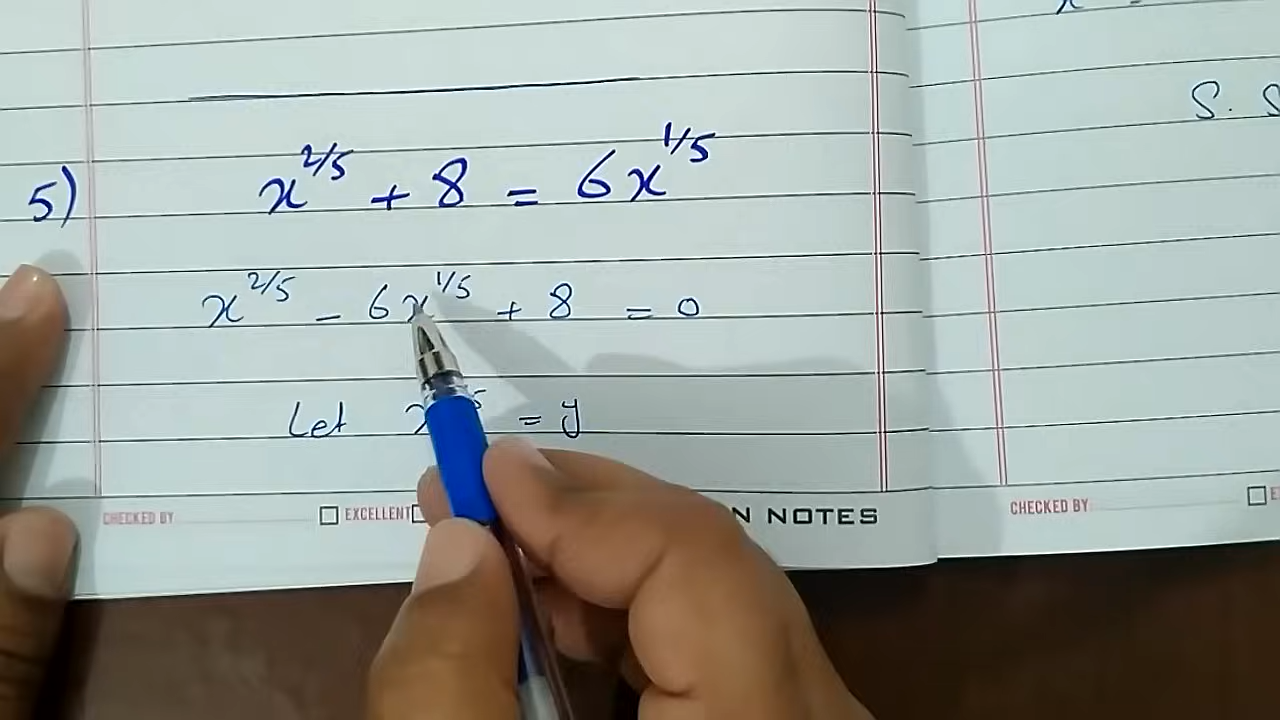 x^{2/5} + 8 = 6x^{1/5}
5)
x^{2/5} - 6x^{1/5} + 8 = 0
Let = y
CHECKED BY
EXCELLENT
N NOTES
S. S
CHECKED BY